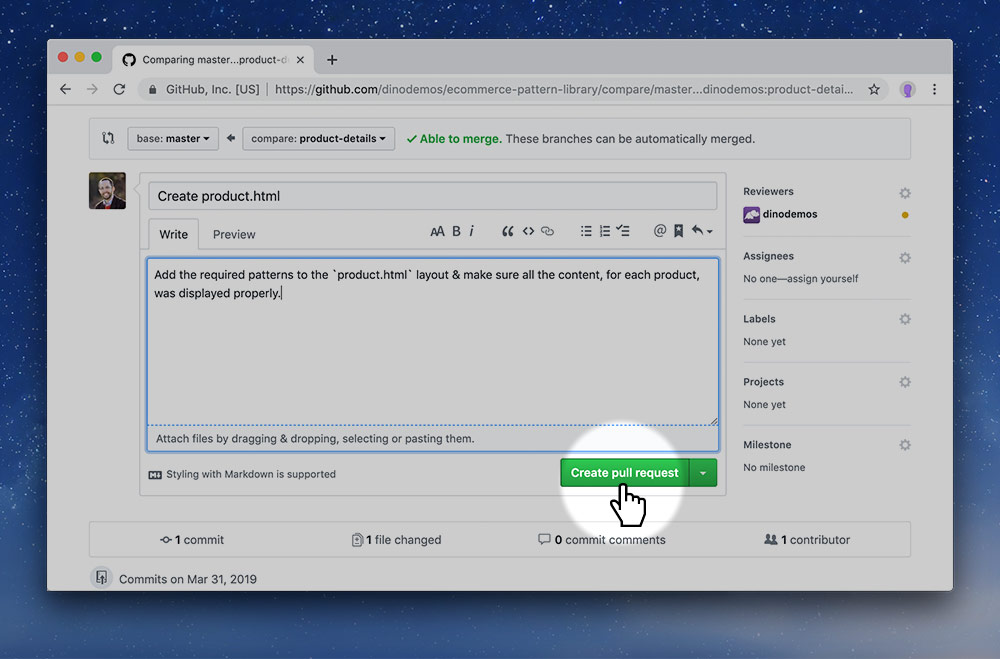 Comparing master...product-d
GitHub, Inc. [US] | https://github.com/dinodemos/ecommerce-pattern-library/compare/master...dinodemos:product-detai...
base: master
compare: product-details
Able to merge. These branches can be automatically merged.
Create product.html
Write
Preview
AA B i
Add the required patterns to the `product.html` layout & make sure all the content, for each product,
was displayed properly.
Attach files by dragging & dropping, selecting or pasting them.
Styling with Markdown is supported
Create pull request
Reviewers
dinodemos
Assignees
No one—assign yourself
Labels
None yet
Projects
None yet
Milestone
No milestone
1 commit
1 file changed
0 commit comments
1 contributor
Commits on Mar 31, 2019